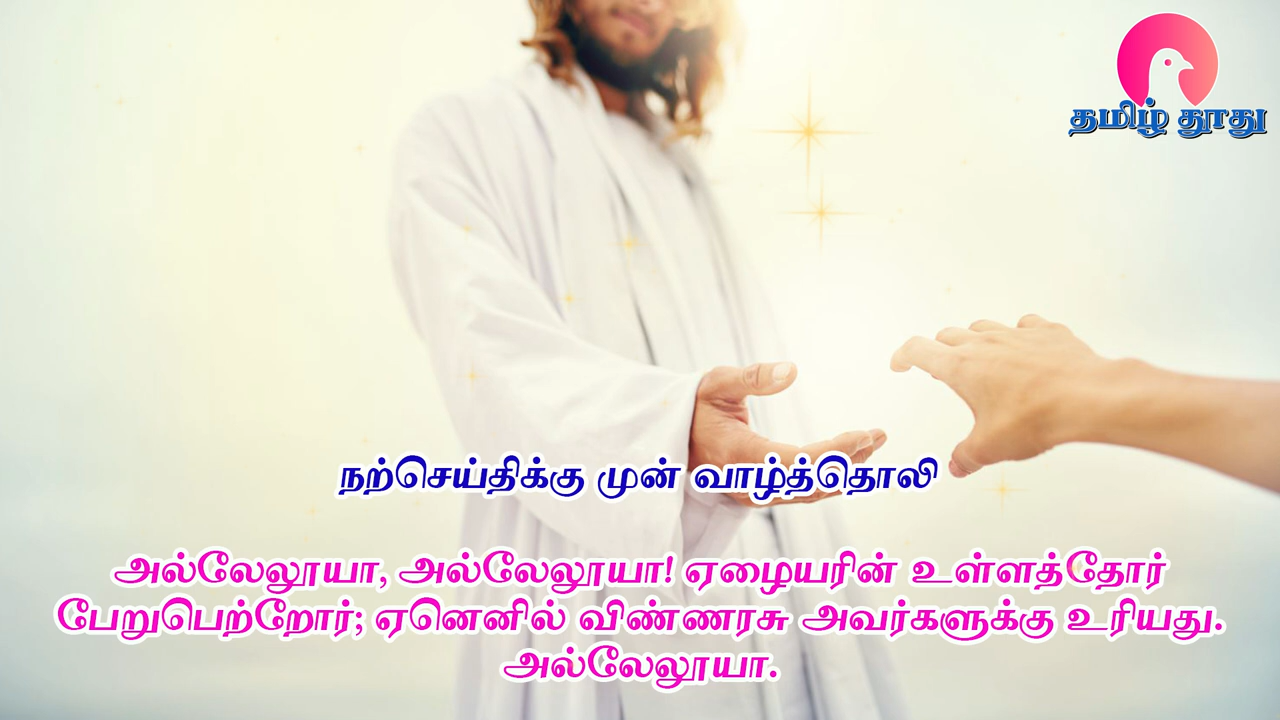 தமிழ் தூது
நற்செய்திக்கு முன் வாழ்த்தொலி
அல்லேலூயா, அல்லேலூயா! ஏழையரின் உள்ளத்தோர்
பேறுபெற்றோர்; ஏனெனில் விண்ணரசு அவர்களுக்கு உரியது.
அல்லேலூயா.